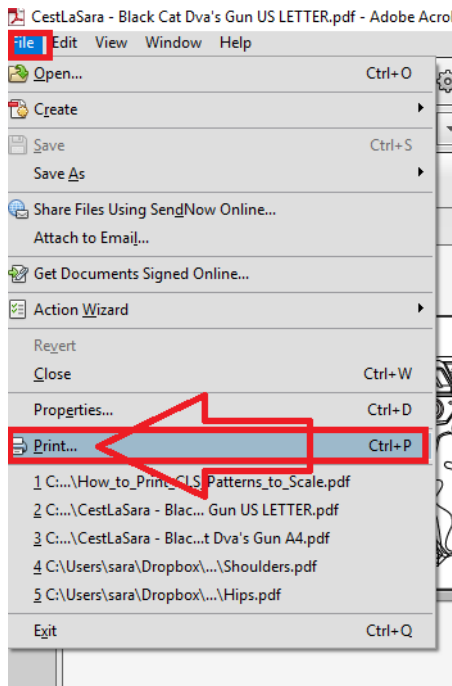 CestLaSara - Black Cat Dva's Gun US LETTER.pdf - Adobe Acro
File Edit View Window Help
Open... Ctrl+O
Create
Save Ctrl+S
Save As
Share Files Using SendNow Online...
Attach to Email...
Get Documents Signed Online...
Action Wizard
Revert
Close Ctrl+W
Properties... Ctrl+D
Print... Ctrl+P
1 C:...\How_to_Print_CLS_Patterns_to_Scale.pdf
2 C:...\CestLaSara - Blac... Gun US LETTER.pdf
3 C:...\CestLaSara - Blac...t Dva's Gun A4.pdf
4 C:\Users\sara\Dropbox\...\Shoulders.pdf
5 C:\Users\sara\Dropbox\...\Hips.pdf
Exit Ctrl+Q